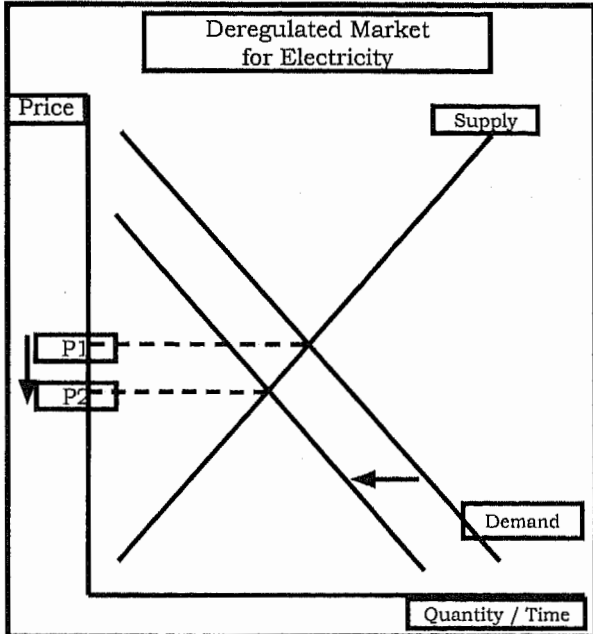 Deregulated Market
for Electricity
Price
Supply
P1
P2
Demand
Quantity / Time